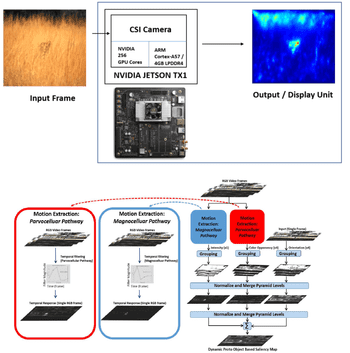 CSI Camera
NVIDIA
256
GPU Cores
ARM
Cortex-A57 /
4GB LPDDR4
NVIDIA JETSON TX1
Input Frame
Output / Display Unit
RGB Video Frames
Motion Extraction:
Parvocelluar Pathway
RGB Video Frames
Temporal Filtering
(Parvocellular Pathway)
Temporal Response (Single RGB Frame)
Motion Extraction:
Magnocelluar Pathway
RGB Video Frames
Temporal Filtering
(Magnocellular Pathway)
Temporal Response (Single RGB Frame)
Motion
Extraction:
Magnocelluar
Pathway
Motion
Extraction:
Parvocelluar
Pathway
Input (Single Frame)
Intensity (x1)
Color Opponency (x4)
Orientation (x4)
Grouping
Grouping
Grouping
Normalize and Merge Pyramid Levels
Normalize and Merge Pyramid Levels
Σ
Dynamic Proto-Object Based Saliency Map